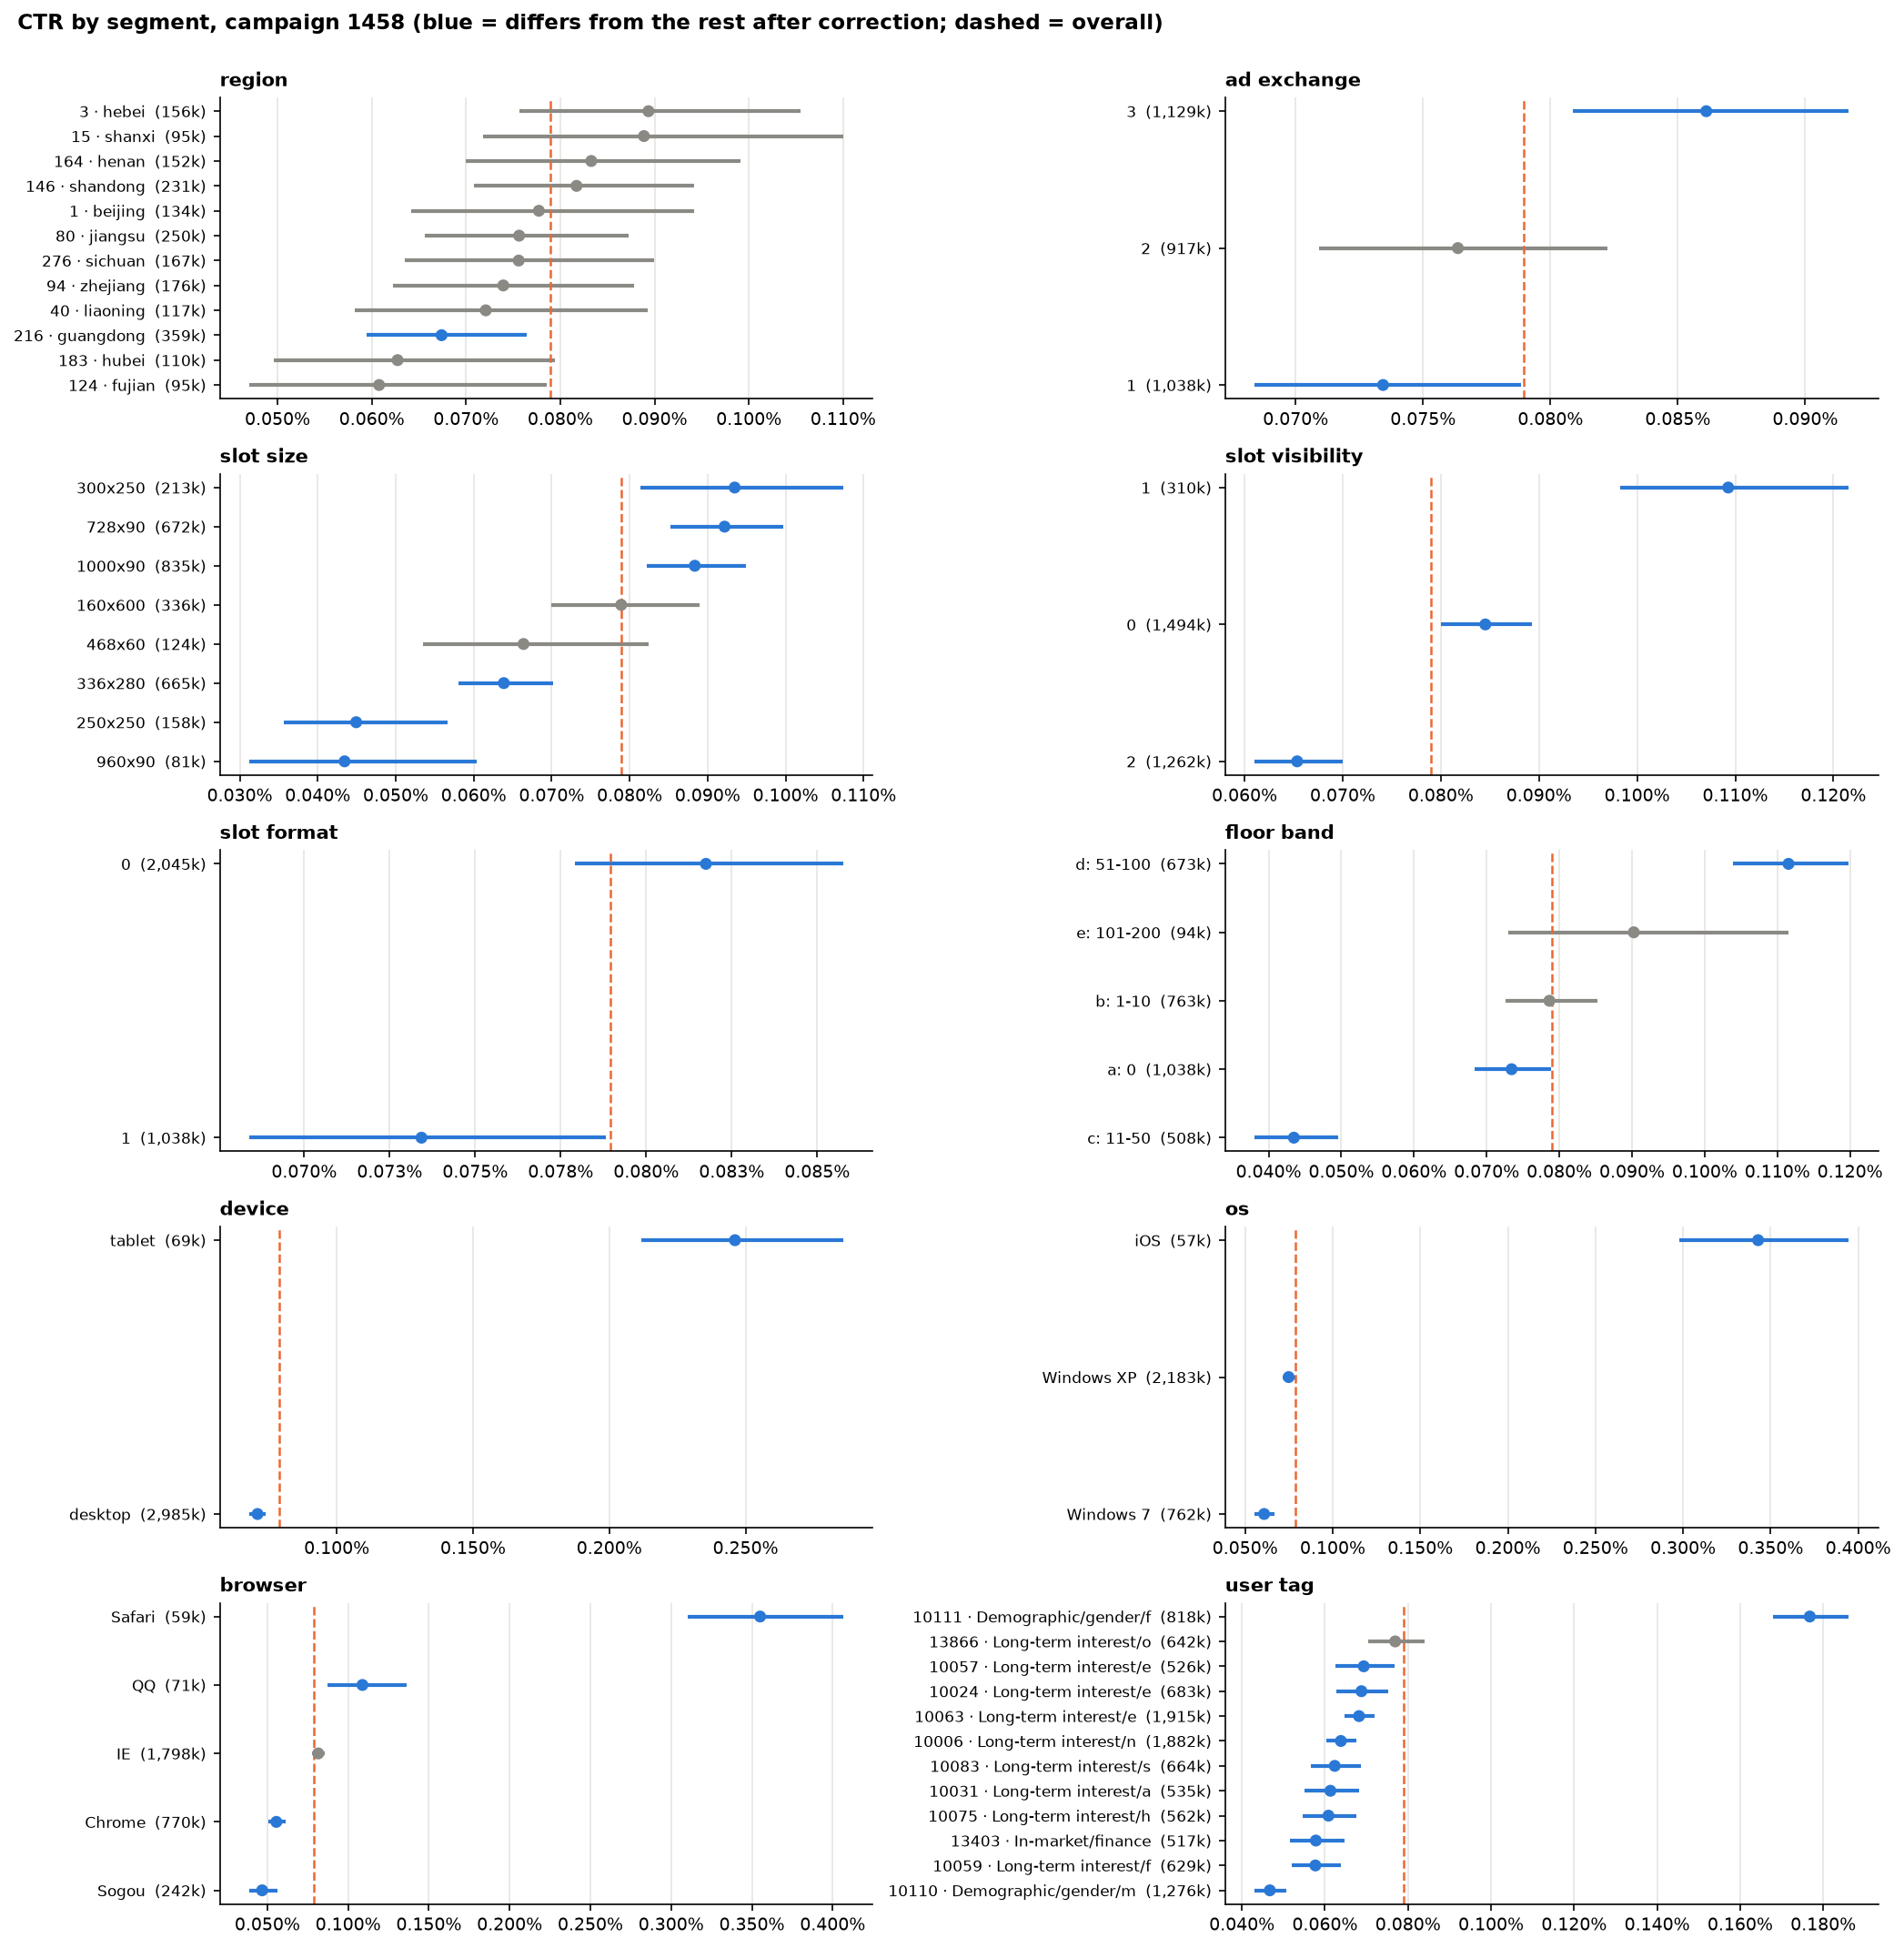 CTR by segment, campaign 1458 (blue = differs from the rest after correction; dashed = overall)
region
3 · hebei (156k)
15 · shanxi (95k)
164 · henan (152k)
146 · shandong (231k)
1 · beijing (134k)
80 · jiangsu (250k)
276 · sichuan (167k)
94 · zhejiang (176k)
40 · liaoning (117k)
216 · guangdong (359k)
183 · hubei (110k)
124 · fujian (95k)
0.050% 0.060% 0.070% 0.080% 0.090% 0.100% 0.110%
ad exchange
3 (1,129k)
2 (917k)
1 (1,038k)
0.070% 0.075% 0.080% 0.085% 0.090%
slot size
300x250 (213k)
728x90 (672k)
1000x90 (835k)
160x600 (336k)
468x60 (124k)
336x280 (665k)
250x250 (158k)
960x90 (81k)
0.030% 0.040% 0.050% 0.060% 0.070% 0.080% 0.090% 0.100% 0.110%
slot visibility
1 (310k)
0 (1,494k)
2 (1,262k)
0.060% 0.070% 0.080% 0.090% 0.100% 0.110% 0.120%
slot format
0 (2,045k)
1 (1,038k)
0.070% 0.073% 0.075% 0.078% 0.080% 0.083% 0.085%
floor band
d: 51-100 (673k)
e: 101-200 (94k)
b: 1-10 (763k)
a: 0 (1,038k)
c: 11-50 (508k)
0.040% 0.050% 0.060% 0.070% 0.080% 0.090% 0.100% 0.110% 0.120%
device
tablet (69k)
desktop (2,985k)
0.100% 0.150% 0.200% 0.250%
os
iOS (57k)
Windows XP (2,183k)
Windows 7 (762k)
0.050% 0.100% 0.150% 0.200% 0.250% 0.300% 0.350% 0.400%
browser
Safari (59k)
QQ (71k)
IE (1,798k)
Chrome (770k)
Sogou (242k)
0.050% 0.100% 0.150% 0.200% 0.250% 0.300% 0.350% 0.400%
user tag
10111 · Demographic/gender/f (818k)
13866 · Long-term interest/o (642k)
10057 · Long-term interest/e (526k)
10024 · Long-term interest/e (683k)
10063 · Long-term interest/e (1,915k)
10006 · Long-term interest/n (1,882k)
10083 · Long-term interest/s (664k)
10031 · Long-term interest/a (535k)
10075 · Long-term interest/h (562k)
13403 · In-market/finance (517k)
10059 · Long-term interest/f (629k)
10110 · Demographic/gender/m (1,276k)
0.040% 0.060% 0.080% 0.100% 0.120% 0.140% 0.160% 0.180%